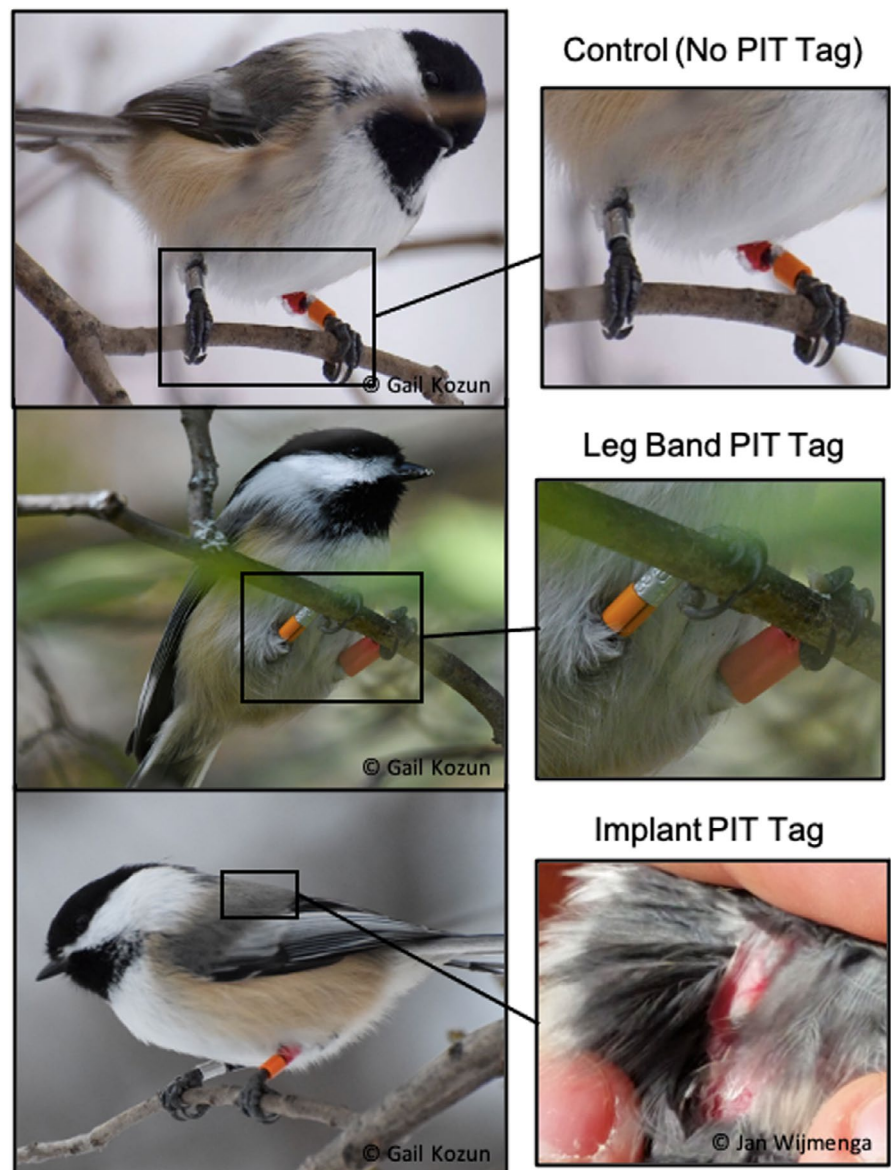 Control (No PIT Tag)
© Gail Kozun
Leg Band PIT Tag
© Gail Kozun
Implant PIT Tag
© Gail Kozun
© Jan Wijmenga